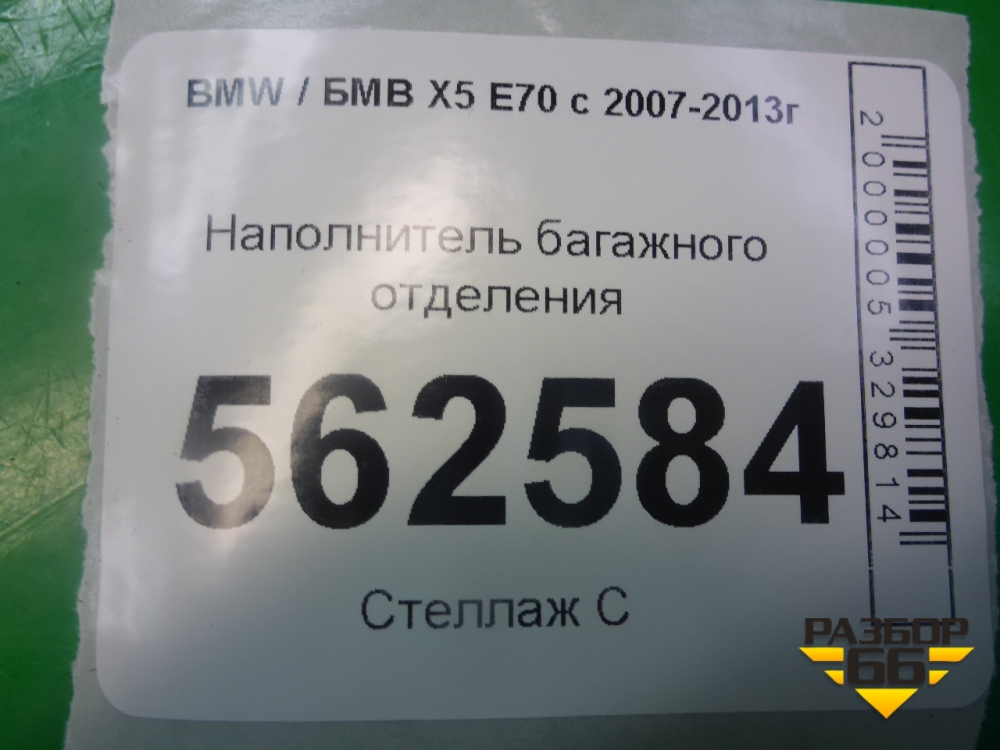 BMW / БМВ X5 E70 с 2007-2013г
Наполнитель багажного
отделения
562584
Стеллаж С
2000005329814
РАЗБОР
66